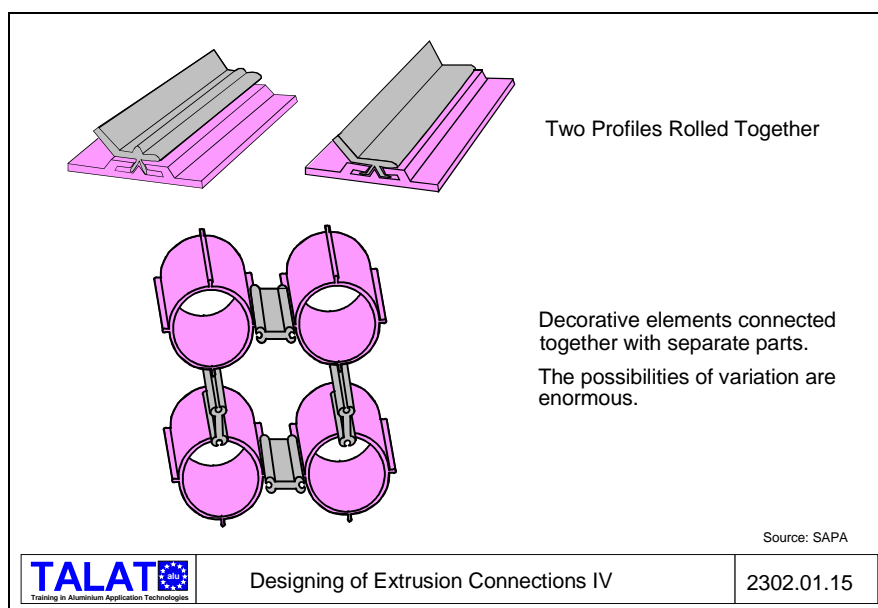 Two Profiles Rolled Together
Decorative elements connected
together with separate parts.
The possibilities of variation are
enormous.
Source: SAPA
TALAT
alu
Training in Aluminium Application Technologies
Designing of Extrusion Connections IV
2302.01.15